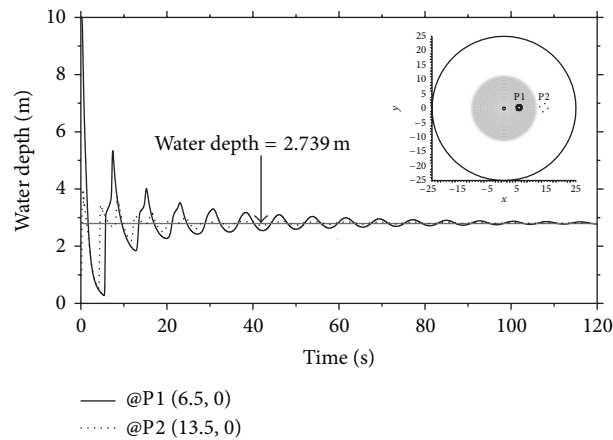 10
8
6
4
2
0
Water depth (m)
Water depth = 2.739 m
25
20
15
10
5
0
−5
−10
−15
−20
−25
y
P1 P2
−24 −15 −5 5 15 25
x
0 20 40 60 80 100 120
Time (s)
@P1 (6.5, 0)
@P2 (13.5, 0)